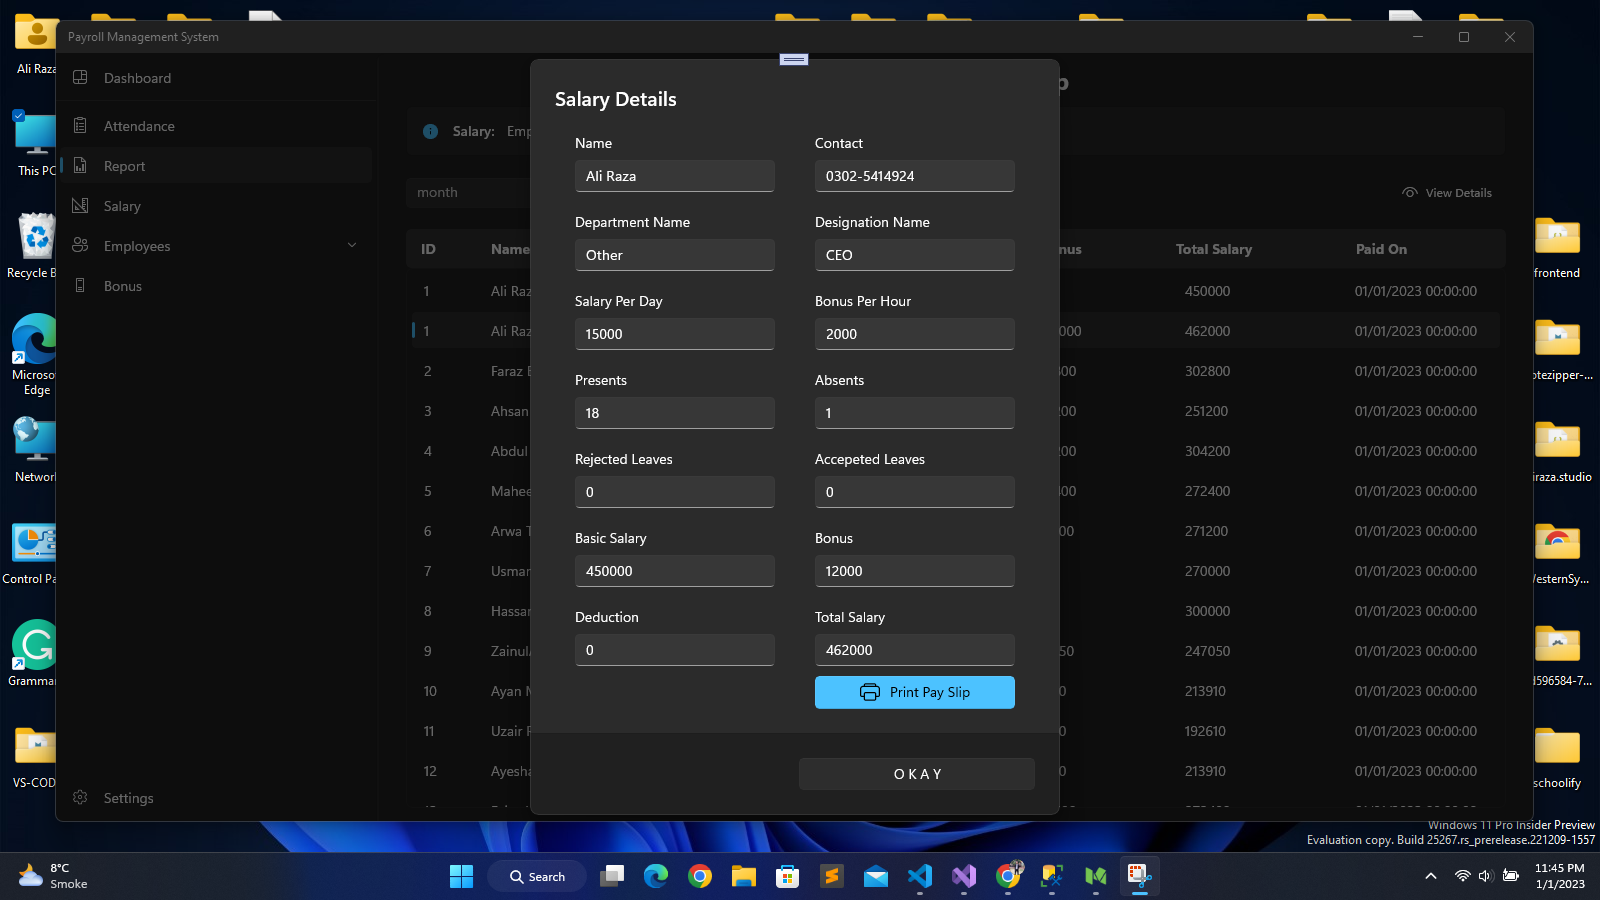 Ali Raza
This PC
Recycle B
Microso
Edge
Network
Control Pa
Gramma
VS-COD
Payroll Management System
Dashboard
Attendance
Report
Salary
Employees
Bonus
Settings
Salary: Emp
month
View Details
ID Name nus Total Salary Paid On
1 Ali Raz 450000 01/01/2023 00:00:00
1 Ali Raz 000 462000 01/01/2023 00:00:00
2 Faraz 00 302800 01/01/2023 00:00:00
3 Ahsan 200 251200 01/01/2023 00:00:00
4 Abdul 200 304200 01/01/2023 00:00:00
5 Mahee 00 272400 01/01/2023 00:00:00
6 Arwa T 00 271200 01/01/2023 00:00:00
7 Usmar 270000 01/01/2023 00:00:00
8 Hassan 300000 01/01/2023 00:00:00
9 Zainul 50 247050 01/01/2023 00:00:00
10 Ayan M 0 213910 01/01/2023 00:00:00
11 Uzair 0 192610 01/01/2023 00:00:00
12 Ayesha 0 213910 01/01/2023 00:00:00
Salary Details
Name Contact
Ali Raza 0302-5414924
Department Name Designation Name
Other CEO
Salary Per Day Bonus Per Hour
15000 2000
Presents Absents
18 1
Rejected Leaves Accepeted Leaves
0 0
Basic Salary Bonus
450000 12000
Deduction Total Salary
0 462000
Print Pay Slip
OKAY
frontend
otezipper-...
iraza.studio
esternSy...
596584-7...
schoolify
Windows 11 Pro Insider Preview
Evaluation copy. Build 25267.rs_prerelease.221209-1557
8°C
Smoke
Search
11:45 PM
1/1/2023